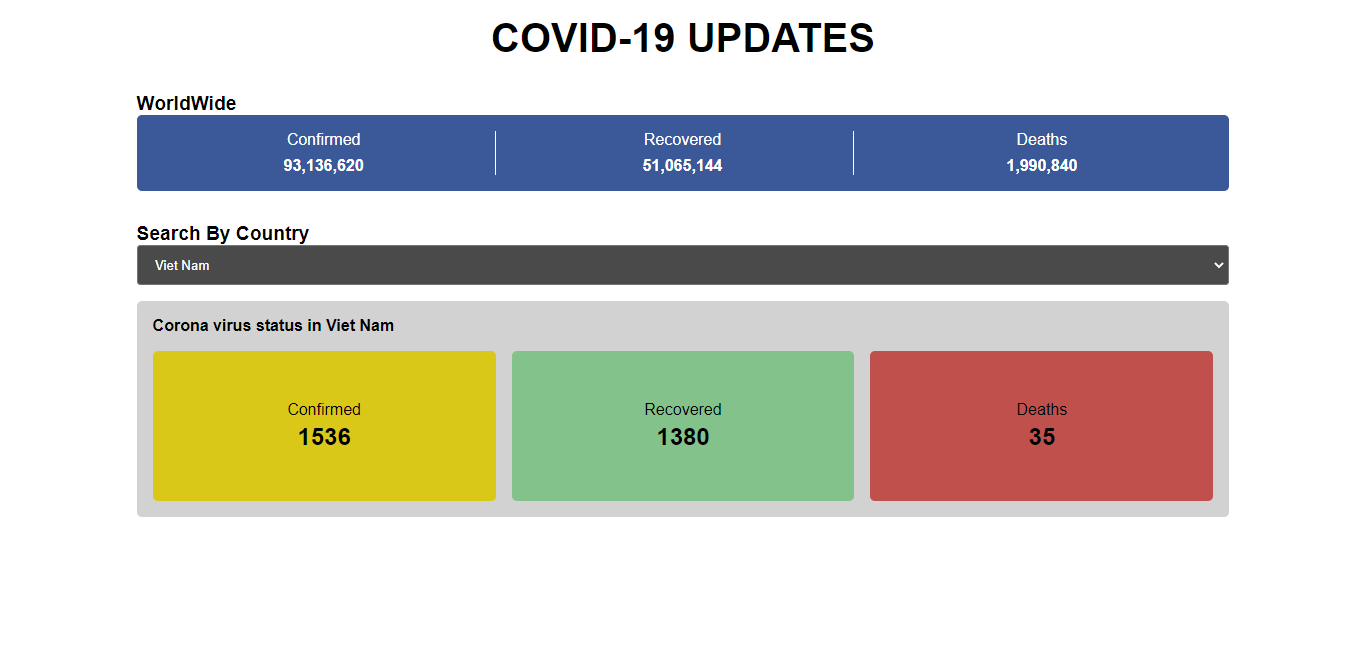 COVID-19 UPDATES
WorldWide
Confirmed Recovered Deaths
93,136,620 51,065,144 1,990,840
Search By Country
Viet Nam
Corona virus status in Viet Nam
Confirmed Recovered Deaths
1536 1380 35